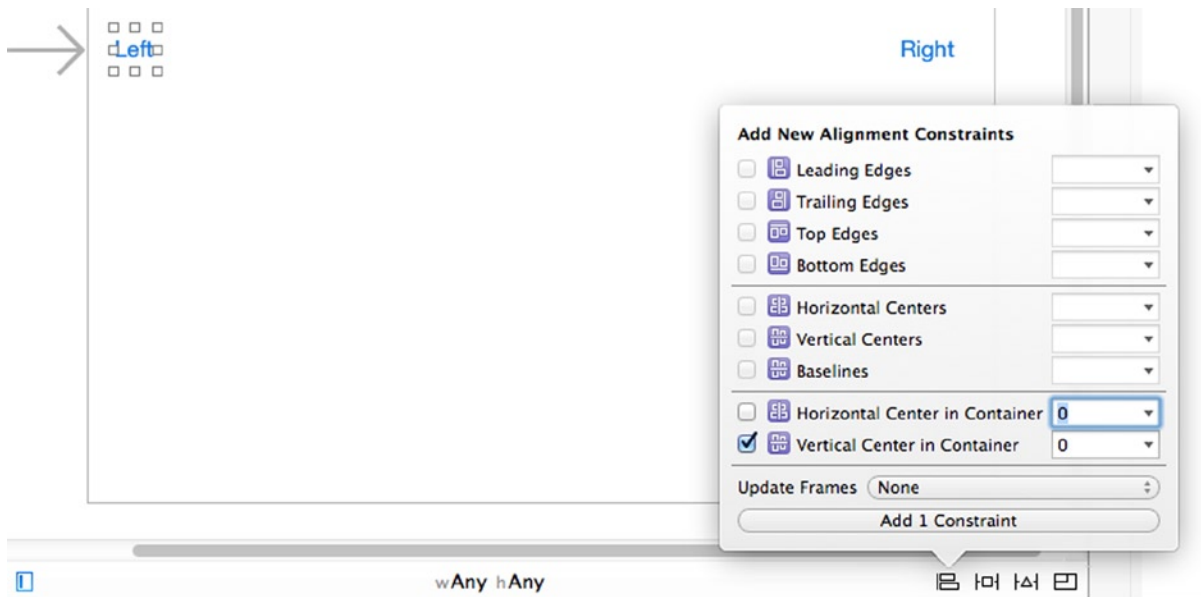 Left
Right
Add New Alignment Constraints
Leading Edges
Trailing Edges
Top Edges
Bottom Edges
Horizontal Centers
Vertical Centers
Baselines
Horizontal Center in Container 0
Vertical Center in Container 0
Update Frames None
Add 1 Constraint
wAny hAny